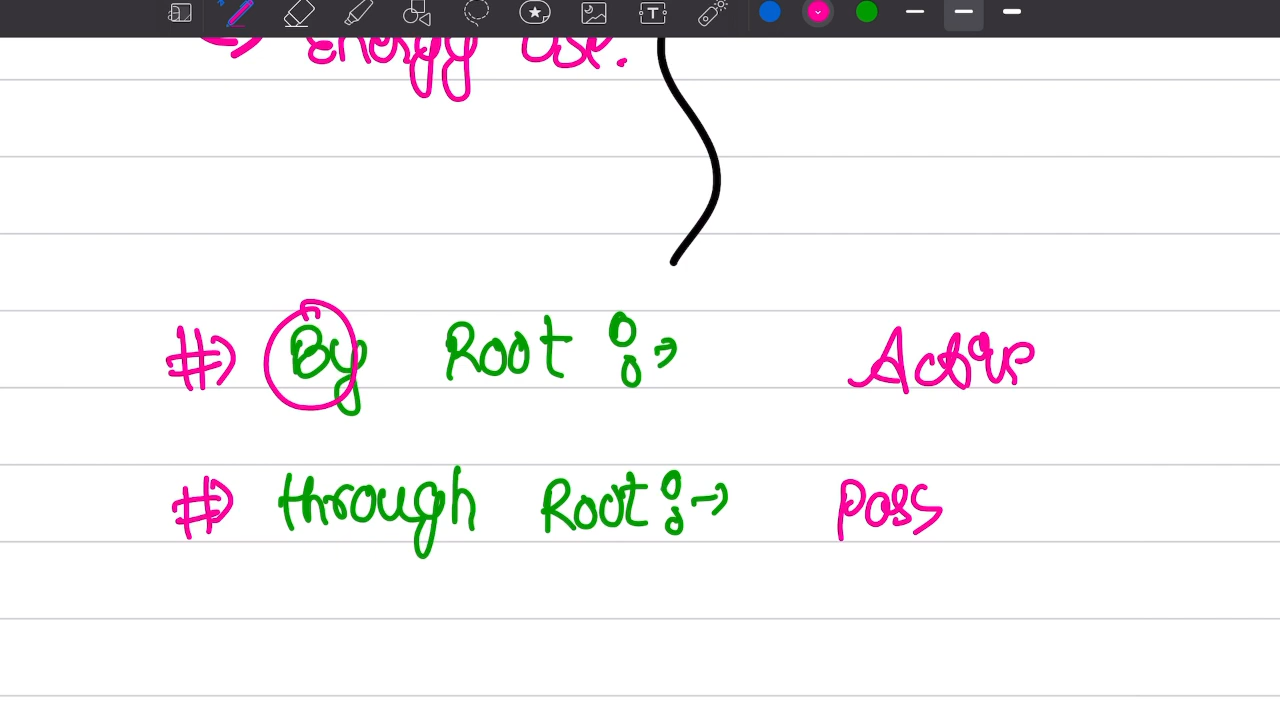 energy use.
#⇒ By Root :→ Active
#⇒ through Root :→ pass